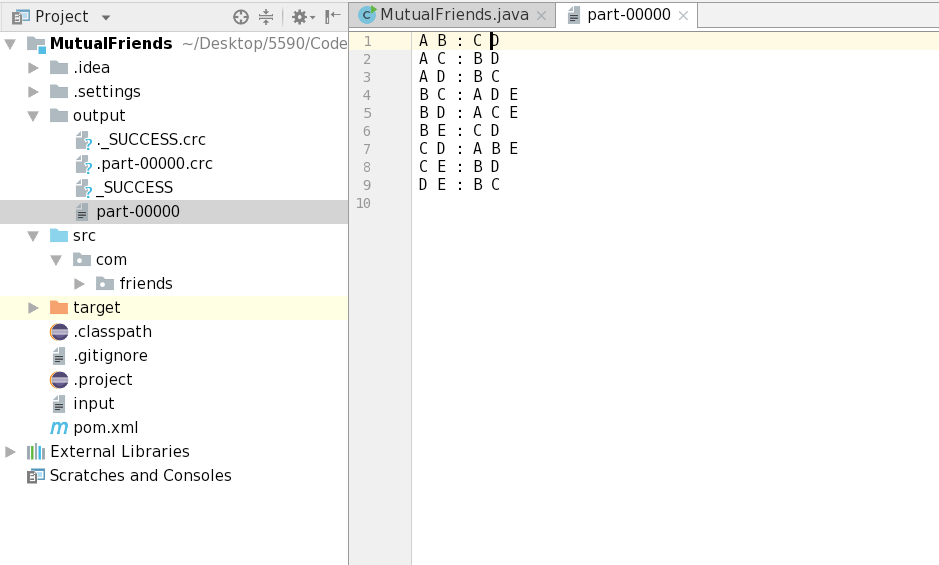 Project
MutualFriends ~/Desktop/5590/Code
.idea
.settings
output
._SUCCESS.crc
.part-00000.crc
_SUCCESS
part-00000
src
com
friends
target
.classpath
.gitignore
.project
input
pom.xml
External Libraries
Scratches and Consoles
MutualFriends.java
part-00000
1 A B : C D
2 A C : B D
3 A D : B C
4 B C : A D E
5 B D : A C E
6 B E : C D
7 C D : A B E
8 C E : B D
9 D E : B C
10